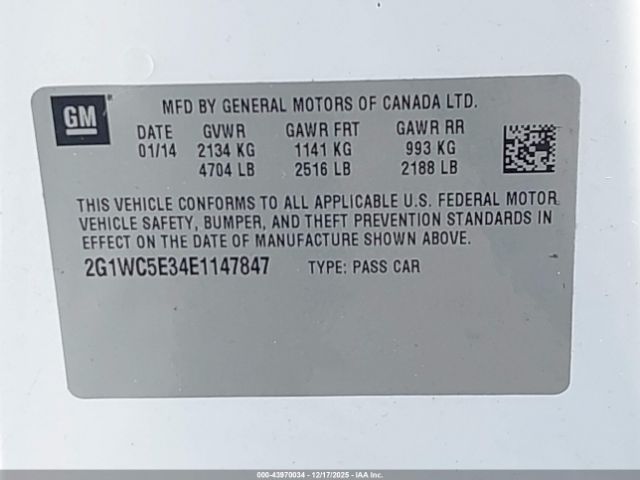 GM
MFD BY GENERAL MOTORS OF CANADA LTD.
DATE GVWR GAWR FRT GAWR RR
01/14 2134 KG 1141 KG 993 KG
4704 LB 2516 LB 2188 LB
THIS VEHICLE CONFORMS TO ALL APPLICABLE U.S. FEDERAL MOTOR
VEHICLE SAFETY, BUMPER, AND THEFT PREVENTION STANDARDS IN
EFFECT ON THE DATE OF MANUFACTURE SHOWN ABOVE.
2G1WC5E34E1147847 TYPE: PASS CAR
000-43970034 - 12/17/2025 - IAA Inc.